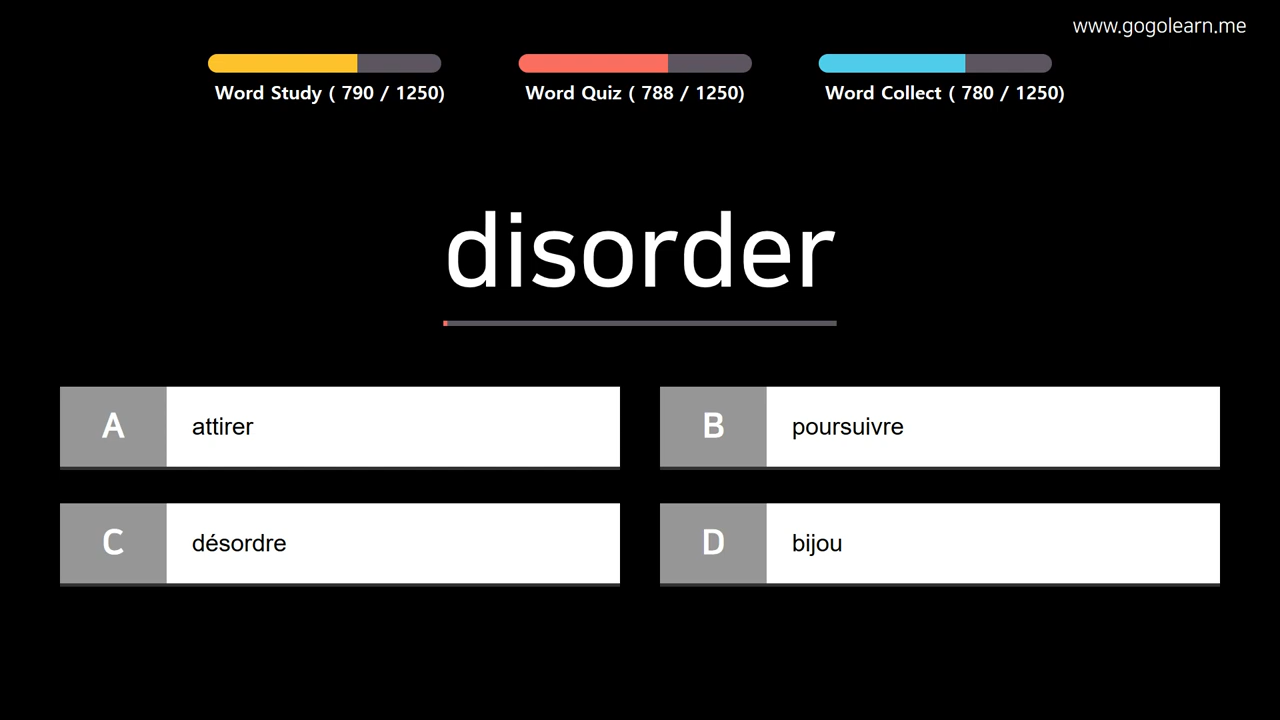 www.gogolearn.me
Word Study ( 790 / 1250)
Word Quiz ( 788 / 1250)
Word Collect ( 780 / 1250)
disorder
A attirer
B poursuivre
C désordre
D bijou